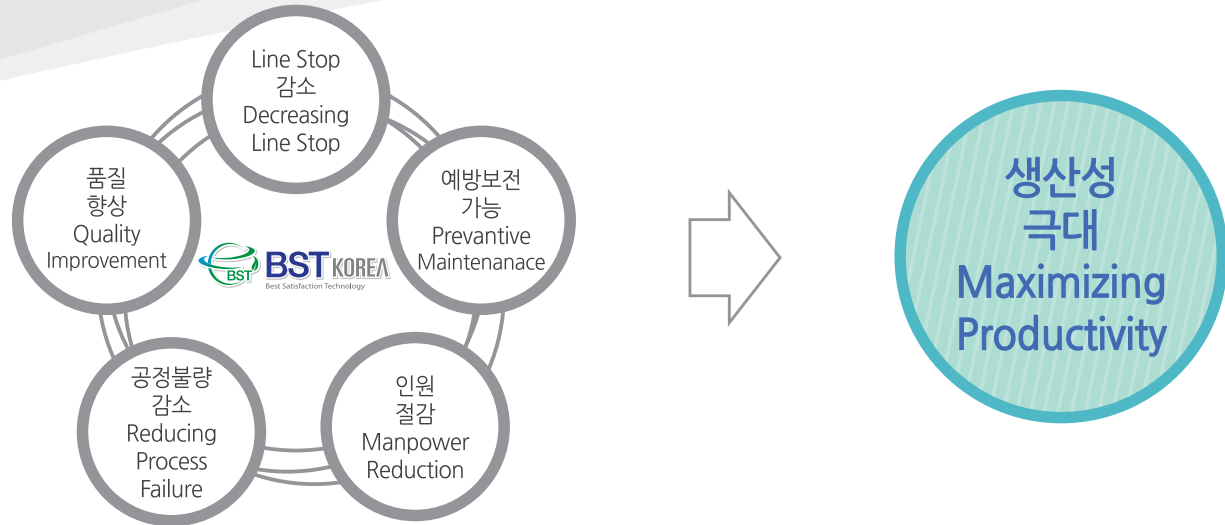 Line Stop
감소
Decreasing
Line Stop
예방보전
가능
Prevantive
Maintenanace
인원
절감
Manpower
Reduction
공정불량
감소
Reducing
Process
Failure
품질
향상
Quality
Improvement
BST
BST KOREA
Best Satisfaction Technology
생산성
극대
Maximizing
Productivity